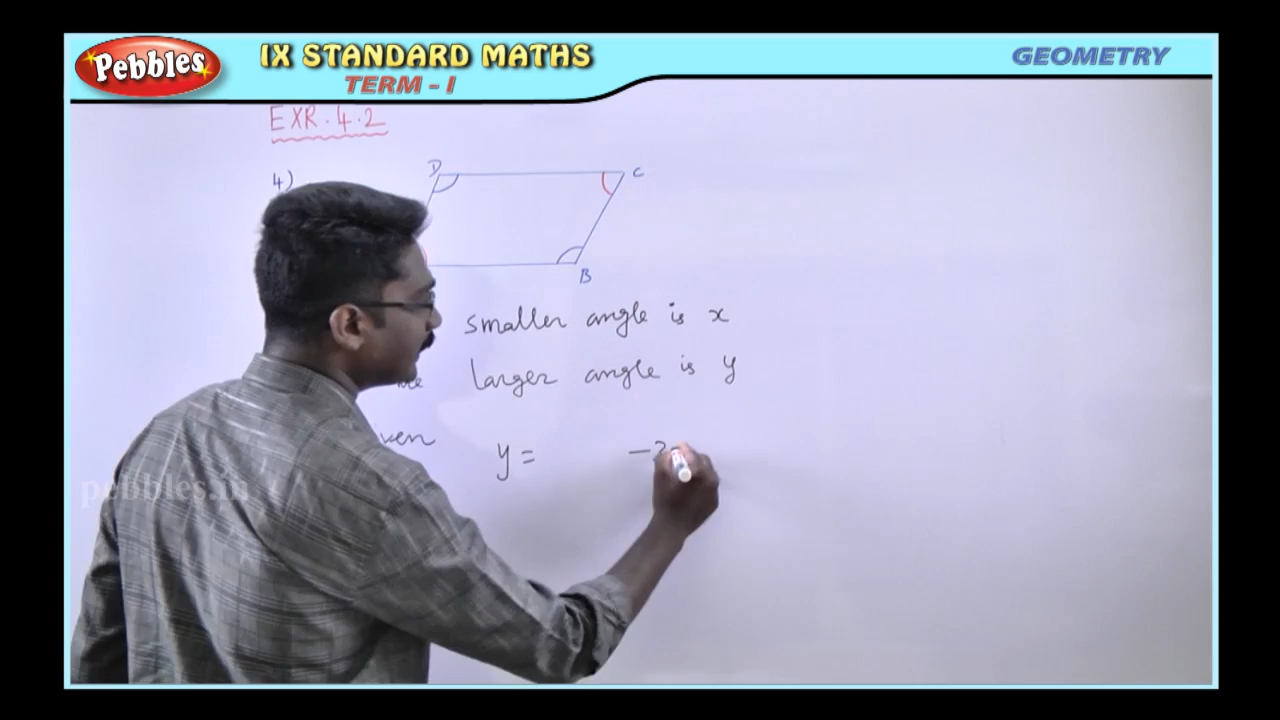 Pebbles
IX STANDARD MATHS
TERM - I
GEOMETRY
EXR. 4.2
4)
D
C
B
smaller angle is x
larger angle is y
y = -
pebbles.in